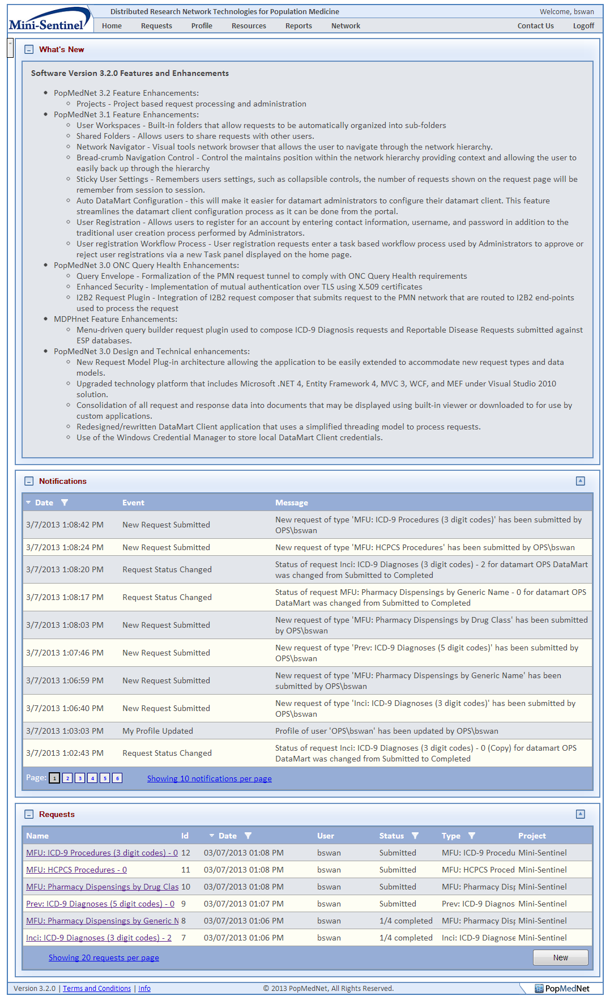 Distributed Research Network Technologies for Population Medicine
Welcome, bswan
Mini-Sentinel
Home Requests Profile Resources Reports Network Contact Us Logoff
What's New
Software Version 3.2.0 Features and Enhancements
PopMedNet 3.2 Feature Enhancements:
Projects - Project based request processing and administration
PopMedNet 3.1 Feature Enhancements:
User Workspaces - Built-in folders that allow requests to be automatically organized into sub-folders
Shared Folders - Allows users to share requests with other users.
Network Navigator - Visual tools network browser that allows the user to navigate through the network hierarchy.
Bread-crumb Navigation Control - Control the maintains position within the network hierarchy providing context and allowing the user to
easily back up through the hierarchy
Sticky User Settings - Remembers users settings, such as collapsible controls, the number of requests shown on the request page will be
remember from session to session.
Auto DataMart Configuration - this will make it easier for datamart administrators to configure their datamart client. This feature
streamlines the datamart client configuration process as it can be done from the portal.
User Registration - Allows users to register for an account by entering contact information, username, and password in addition to the
traditional user creation process performed by Administrators.
User registration Workflow Process - User registration requests enter a task based workflow process used by Administrators to approve or
reject user registrations via a new Task panel displayed on the home page.
PopMedNet 3.0 ONC Query Health Enhancements:
Query Envelope - Formalization of the PMN request tunnel to comply with ONC Query Health requirements
Enhanced Security - Implementation of mutual authentication over TLS using X.509 certificates
I2B2 Request Plugin - Integration of I2B2 request composer that submits request to the PMN network that are routed to I2B2 end-points
used to process the request
MDPHnet Feature Enhancements:
Menu-driven query builder request plugin used to compose ICD-9 Diagnosis requests and Reportable Disease Requests submitted against
ESP databases.
PopMedNet 3.0 Design and Technical enhancements:
New Request Model Plug-in architecture allowing the application to be easily extended to accommodate new request types and data
models.
Upgraded technology platform that includes Microsoft .NET 4, Entity Framework 4, MVC 3, WCF, and MEF under Visual Studio 2010
solution.
Consolidation of all request and response data into documents that may be displayed using built-in viewer or downloaded to for use by
custom applications.
Redesigned/rewritten DataMart Client application that uses a simplified threading model to process requests.
Use of the Windows Credential Manager to store local DataMart Client credentials.
Notifications
Date Event Message
3/7/2013 1:08:42 PM New Request Submitted New request of type 'MFU: ICD-9 Procedures (3 digit codes)' has been submitted by
OPS\bswan
3/7/2013 1:08:24 PM New Request Submitted New request of type 'MFU: HCPCS Procedures' has been submitted by OPS\bswan
3/7/2013 1:08:20 PM Request Status Changed Status of request Inci: ICD-9 Diagnoses (3 digit codes) - 2 for datamart OPS DataMart
was changed from Submitted to Completed
3/7/2013 1:08:17 PM Request Status Changed Status of request MFU: Pharmacy Dispensings by Generic Name - 0 for datamart OPS
DataMart was changed from Submitted to Completed
3/7/2013 1:08:03 PM New Request Submitted New request of type 'MFU: Pharmacy Dispensings by Drug Class' has been submitted
by OPS\bswan
3/7/2013 1:07:46 PM New Request Submitted New request of type 'Prev: ICD-9 Diagnoses (5 digit codes)' has been submitted by
OPS\bswan
3/7/2013 1:06:59 PM New Request Submitted New request of type 'MFU: Pharmacy Dispensings by Generic Name' has been
submitted by OPS\bswan
3/7/2013 1:06:40 PM New Request Submitted New request of type 'Inci: ICD-9 Diagnoses (3 digit codes)' has been submitted by
OPS\bswan
3/7/2013 1:03:03 PM My Profile Updated Profile of user 'OPS\bswan' has been updated by OPS\bswan
3/7/2013 1:02:43 PM Request Status Changed Status of request Inci: ICD-9 Diagnoses (3 digit codes) - 0 (Copy) for datamart OPS
DataMart was changed from Submitted to Completed
Page: 1 2 3 4 5 6 Showing 10 notifications per page
Requests
Name Id Date User Status Type Project
MFU: ICD-9 Procedures (3 digit codes) - 0 12 03/07/2013 01:08 PM bswan Submitted MFU: ICD-9 Procedu Mini-Sentinel
MFU: HCPCS Procedures - 0 11 03/07/2013 01:08 PM bswan Submitted MFU: HCPCS Proced Mini-Sentinel
MFU: Pharmacy Dispensings by Drug Clas 10 03/07/2013 01:08 PM bswan Submitted MFU: Pharmacy Disp Mini-Sentinel
Prev: ICD-9 Diagnoses (5 digit codes) - 0 9 03/07/2013 01:07 PM bswan Submitted Prev: ICD-9 Diagnos Mini-Sentinel
MFU: Pharmacy Dispensings by Generic N 8 03/07/2013 01:06 PM bswan 1/4 completed MFU: Pharmacy Disp Mini-Sentinel
Inci: ICD-9 Diagnoses (3 digit codes) - 2 7 03/07/2013 01:06 PM bswan 1/4 completed Inci: ICD-9 Diagnose Mini-Sentinel
Showing 20 requests per page New
Version 3.2.0 | Terms and Conditions | Info © 2013 PopMedNet, All Rights Reserved. PopMedNet